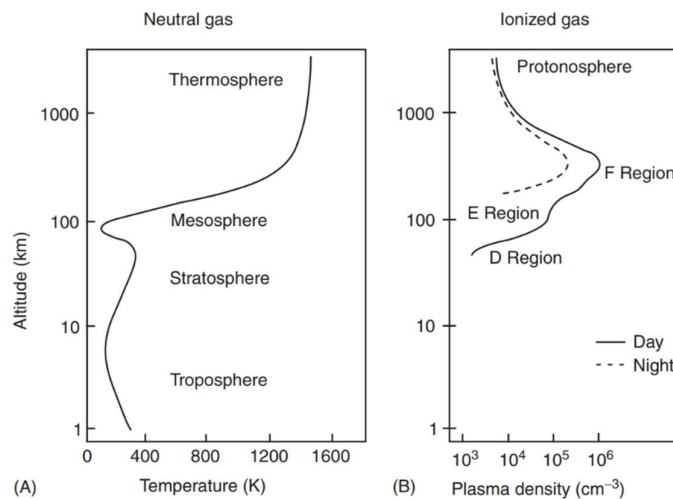 Neutral gas
Thermosphere
Mesosphere
Stratosphere
Troposphere
1000
100
10
1
Altitude (km)
0 400 800 1200 1600
(A) Temperature (K)
Ionized gas
Protonosphere
F Region
E Region
D Region
Day
Night
1000
100
10
1
10³ 10⁴ 10⁵ 10⁶
(B) Plasma density (cm⁻³)